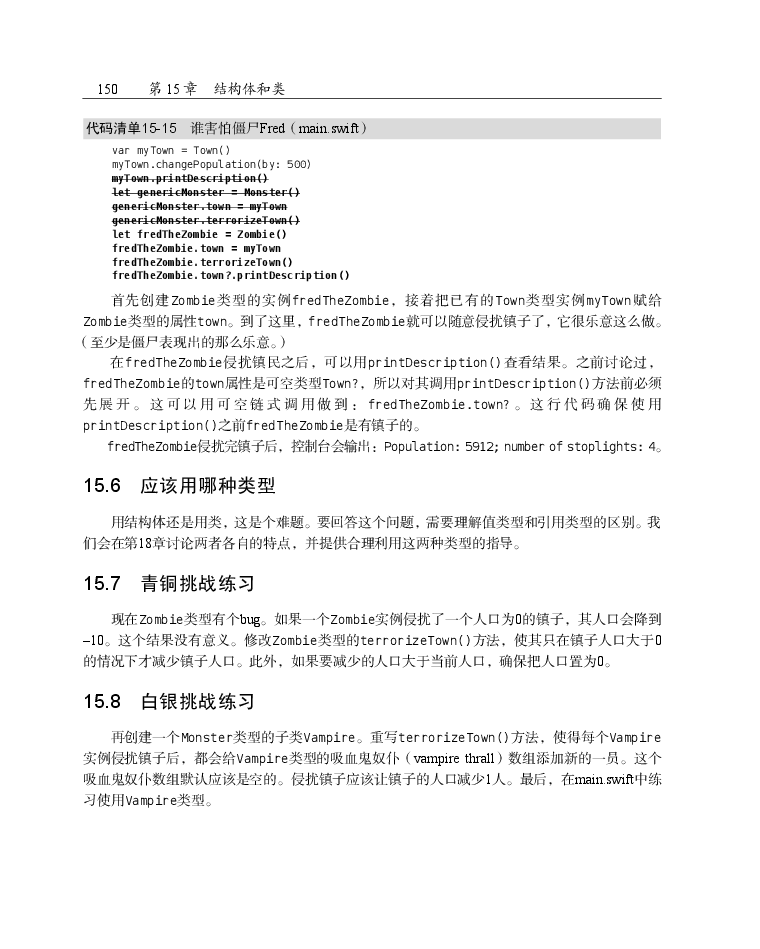 150 第 15 章 结构体和类
代码清单15-15 谁害怕僵尸Fred（main.swift）
var myTown = Town()
myTown.changePopulation(by: 500)
myTown.printDescription()
let genericMonster = Monster()
genericMonster.town = myTown
genericMonster.terrorizeTown()
let fredTheZombie = Zombie()
fredTheZombie.town = myTown
fredTheZombie.terrorizeTown()
fredTheZombie.town?.printDescription()
首先创建Zombie类型的实例fredTheZombie，接着把已有的Town类型实例myTown赋给
Zombie类型的属性town。到了这里，fredTheZombie就可以随意侵扰镇子了，它很乐意这么做。
（至少是僵尸表现出的那么乐意。）
在fredTheZombie侵扰镇民之后，可以用printDescription()查看结果。之前讨论过，
fredTheZombie的town属性是可空类型Town?，所以对其调用printDescription()方法前必须
先展开。这可以用可空链式调用做到：fredTheZombie.town?。这行代码确保使用
printDescription()之前fredTheZombie是有镇子的。
fredTheZombie侵扰完镇子后，控制台会输出：Population: 5912; number of stoplights: 4。
15.6 应该用哪种类型
用结构体还是用类，这是个难题。要回答这个问题，需要理解值类型和引用类型的区别。我
们会在第18章讨论两者各自的特点，并提供合理利用这两种类型的指导。
15.7 青铜挑战练习
现在Zombie类型有个bug。如果一个Zombie实例侵扰了一个人口为0的镇子，其人口会降到
–10。这个结果没有意义。修改Zombie类型的terrorizeTown()方法，使其只在镇子人口大于0
的情况下才减少镇子人口。此外，如果要减少的人口大于当前人口，确保把人口置为0。
15.8 白银挑战练习
再创建一个Monster类型的子类Vampire。重写terrorizeTown()方法，使得每个Vampire
实例侵扰镇子后，都会给Vampire类型的吸血鬼奴仆（vampire thrall）数组添加新的一员。这个
吸血鬼奴仆数组默认应该是空的。侵扰镇子应该让镇子的人口减少1人。最后，在main.swift中练
习使用Vampire类型。